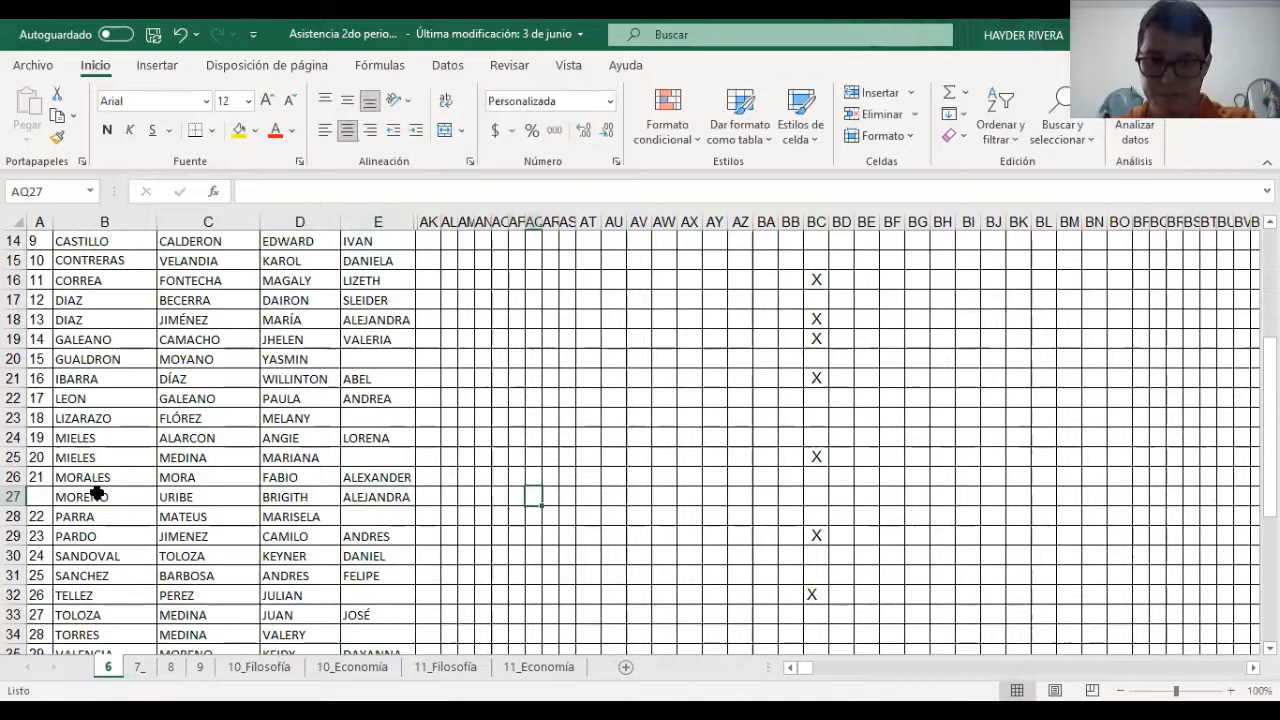 Autoguardado Asistencia 2do perio... - Última modificación: 3 de junio Buscar HAYDER RIVERA
Archivo Inicio Insertar Disposición de página Fórmulas Datos Revisar Vista Ayuda
Pegar Arial 12 N K S Personalizada $ % 000 Formato condicional Dar formato como tabla Estilos de celda Insertar Eliminar Formato Ordenar y filtrar Buscar y seleccionar Analizar datos
Portapapeles Fuente Alineación Número Estilos Celdas Edición Análisis
AQ27 fx
A B C D E AK AL AT AU AV AW AX AY AZ BA BB BC BD BE BF BG BH BI BJ BK BL BM BN BO
14 9 CASTILLO CALDERON EDWARD IVAN
15 10 CONTRERAS VELANDIA KAROL DANIELA
16 11 CORREA FONTECHA MAGALY LIZETH X
17 12 DIAZ BECERRA DAIRON SLEIDER
18 13 DIAZ JIMÉNEZ MARÍA ALEJANDRA X
19 14 GALEANO CAMACHO JHELEN VALERIA X
20 15 GUALDRON MOYANO YASMIN
21 16 IBARRA DÍAZ WILLINTON ABEL X
22 17 LEON GALEANO PAULA ANDREA
23 18 LIZARAZO FLÓREZ MELANY
24 19 MIELES ALARCON ANGIE LORENA
25 20 MIELES MEDINA MARIANA X
26 21 MORALES MORA FABIO ALEXANDER
27 MORENO URIBE BRIGITH ALEJANDRA
28 22 PARRA MATEUS MARISELA
29 23 PARDO JIMENEZ CAMILO ANDRES X
30 24 SANDOVAL TOLOZA KEYNER DANIEL
31 25 SANCHEZ BARBOSA ANDRES FELIPE
32 26 TELLEZ PEREZ JULIAN X
33 27 TOLOZA MEDINA JUAN JOSÉ
34 28 TORRES MEDINA VALERY
35 29 VALENCIA MORENO KEIDY DAYANNA
6 7_ 8 9 10_Filosofía 10_Economía 11_Filosofía 11_Economía
Listo 100%